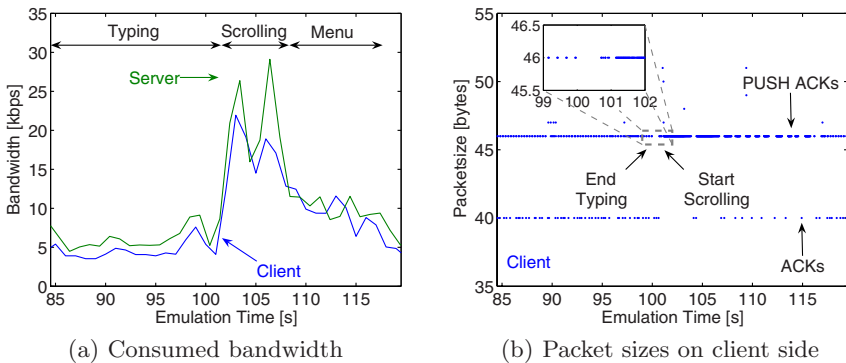 Typing Scrolling Menu
Server
Client
Bandwidth [kbps]
35
30
25
20
15
10
5
0
85 90 95 100 105 110 115
Emulation Time [s]
(a) Consumed bandwidth
46.5
46
45.5
99 100 101 102
PUSH ACKs
End
Typing
Start
Scrolling
Client
ACKs
Packetsize [bytes]
55
50
45
40
35
85 90 95 100 105 110 115
Emulation Time [s]
(b) Packet sizes on client side